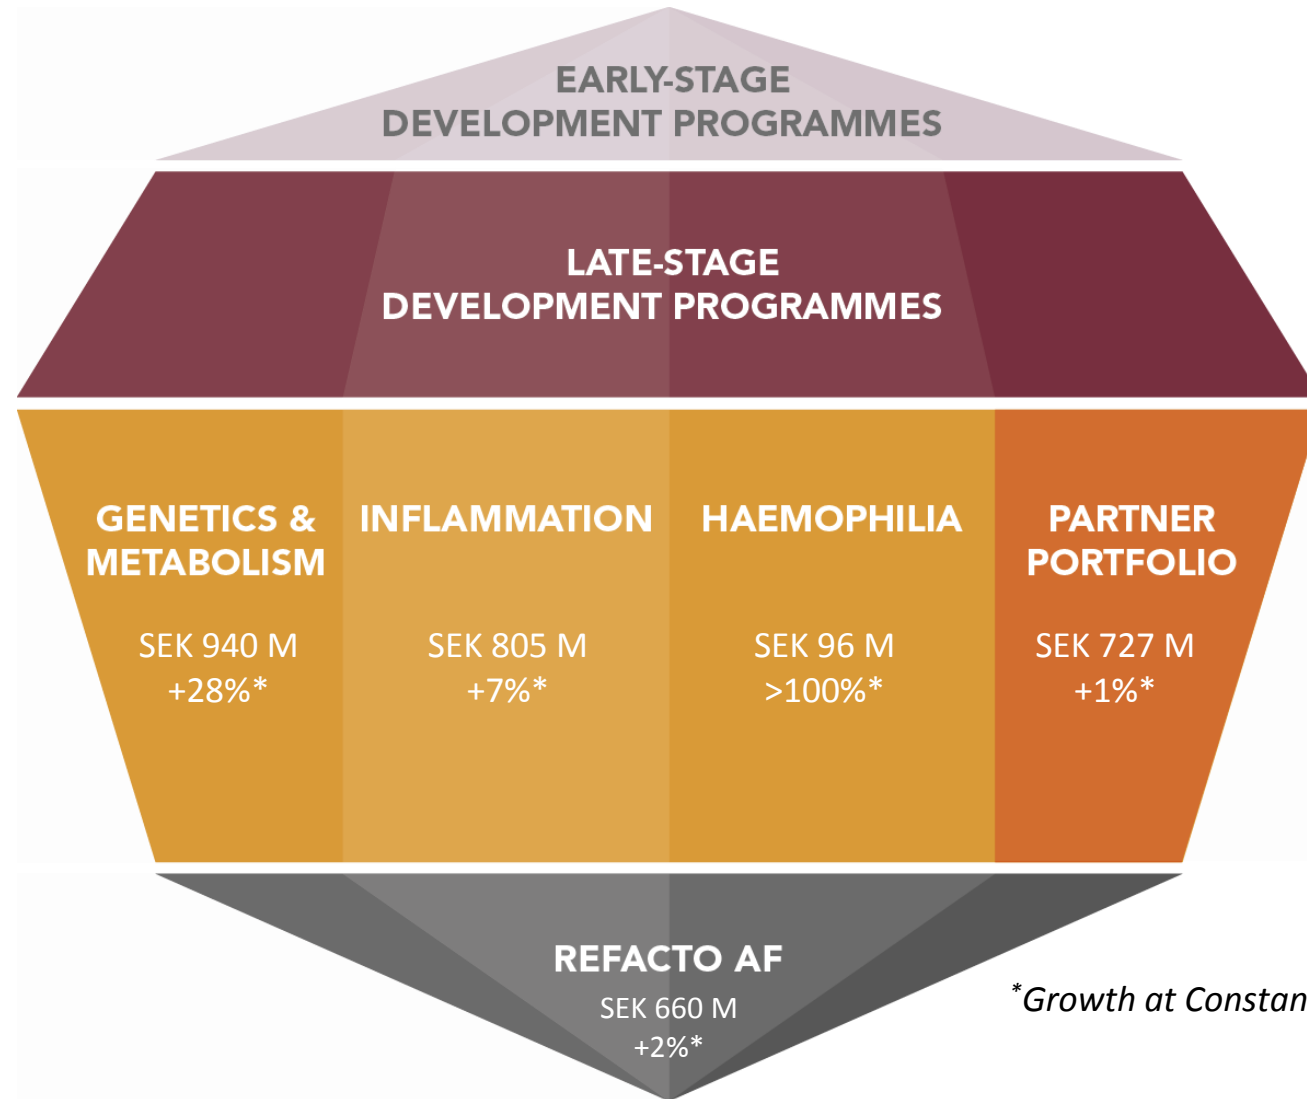 EARLY-STAGE
DEVELOPMENT PROGRAMMES
LATE-STAGE
DEVELOPMENT PROGRAMMES
GENETICS &
METABOLISM
SEK 940 M
+28%*
INFLAMMATION
SEK 805 M
+7%*
HAEMOPHILIA
SEK 96 M
>100%*
PARTNER
PORTFOLIO
SEK 727 M
+1%*
REFACTO AF
SEK 660 M
+2%*
*Growth at Constan